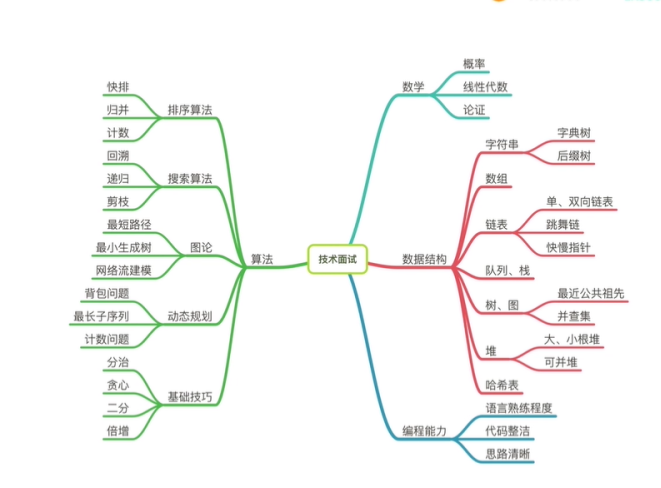 技术面试
数学
概率
线性代数
论证
数据结构
字符串
字典树
后缀树
数组
链表
单、双向链表
跳舞链
快慢指针
队列、栈
树、图
最近公共祖先
并查集
堆
大、小根堆
可并堆
哈希表
编程能力
语言熟练程度
代码整洁
思路清晰
算法
排序算法
快排
归并
计数
搜索算法
回溯
递归
剪枝
图论
最短路径
最小生成树
网络流建模
动态规划
背包问题
最长子序列
计数问题
基础技巧
分治
贪心
二分
倍增